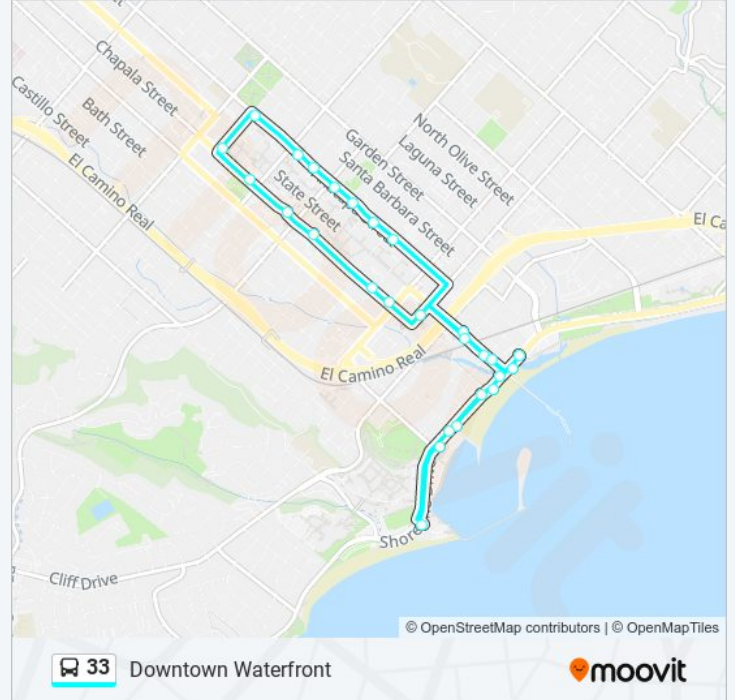 Chapala Street
Castillo Street
Bath Street
El Camino Real
North Olive Street
Garden Street
Laguna Street
Santa Barbara Street
State Street
El Ca
El Camino Real
Shore
Cliff Drive
© OpenStreetMap contributors | © OpenMapTiles
33 Downtown Waterfront
moovit